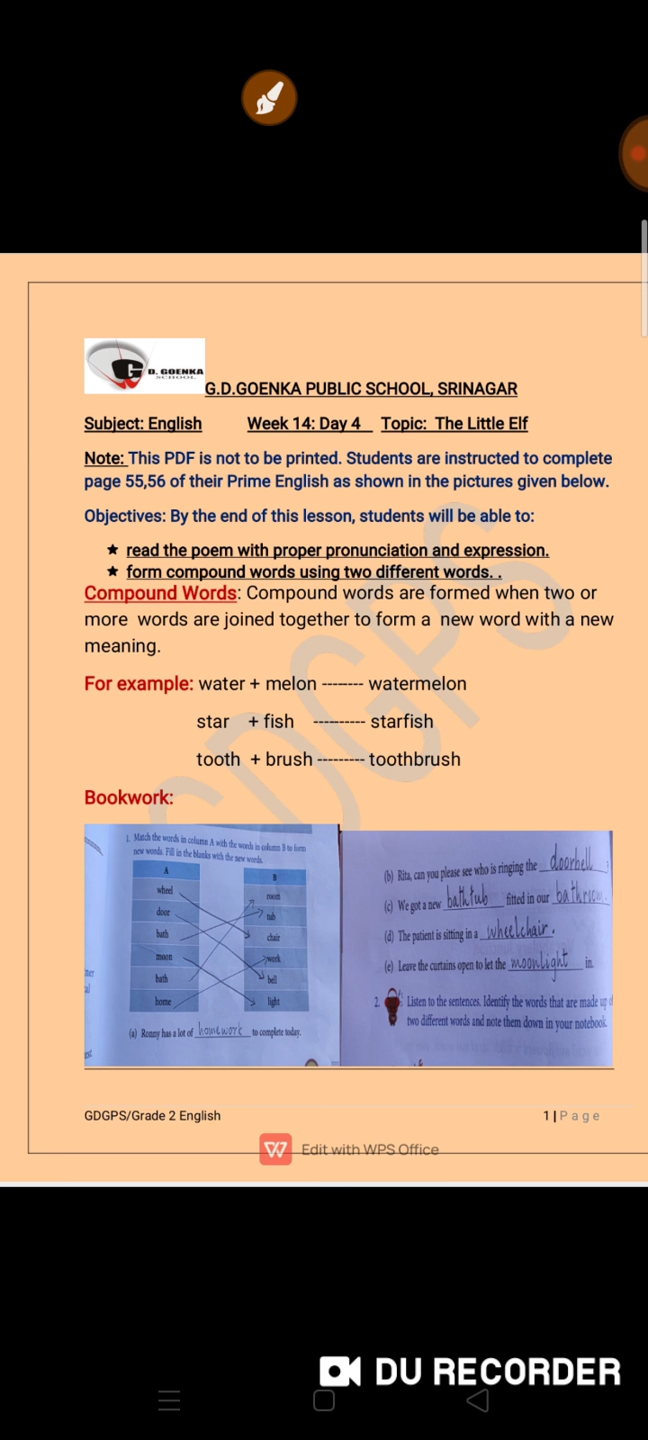 D. GOENKA
SCHOOL
G.D.GOENKA PUBLIC SCHOOL, SRINAGAR
Subject: English Week 14: Day 4 Topic: The Little Elf
Note: This PDF is not to be printed. Students are instructed to complete
page 55,56 of their Prime English as shown in the pictures given below.
Objectives: By the end of this lesson, students will be able to:
★ read the poem with proper pronunciation and expression.
★ form compound words using two different words. .
Compound Words: Compound words are formed when two or
more words are joined together to form a new word with a new
meaning.
For example: water + melon -------- watermelon
star + fish ---------- starfish
tooth + brush --------- toothbrush
Bookwork:
1. Match the words in column A with the words in column B to form
new words. Fill in the blanks with the new words.
A B
wheel room
door tub
bath chair
moon work
bath bell
home light
(a) Ronny has a lot of homework to complete today.
(b) Rita, can you please see who is ringing the doorbell ?
(c) We got a new bathtub fitted in our bathroom.
(d) The patient is sitting in a wheelchair.
(e) Leave the curtains open to let the moonlight in.
2. Listen to the sentences. Identify the words that are made up of
two different words and note them down in your notebook.
GDGPS
GDGPS/Grade 2 English 1 | Page
Edit with WPS Office
DU RECORDER